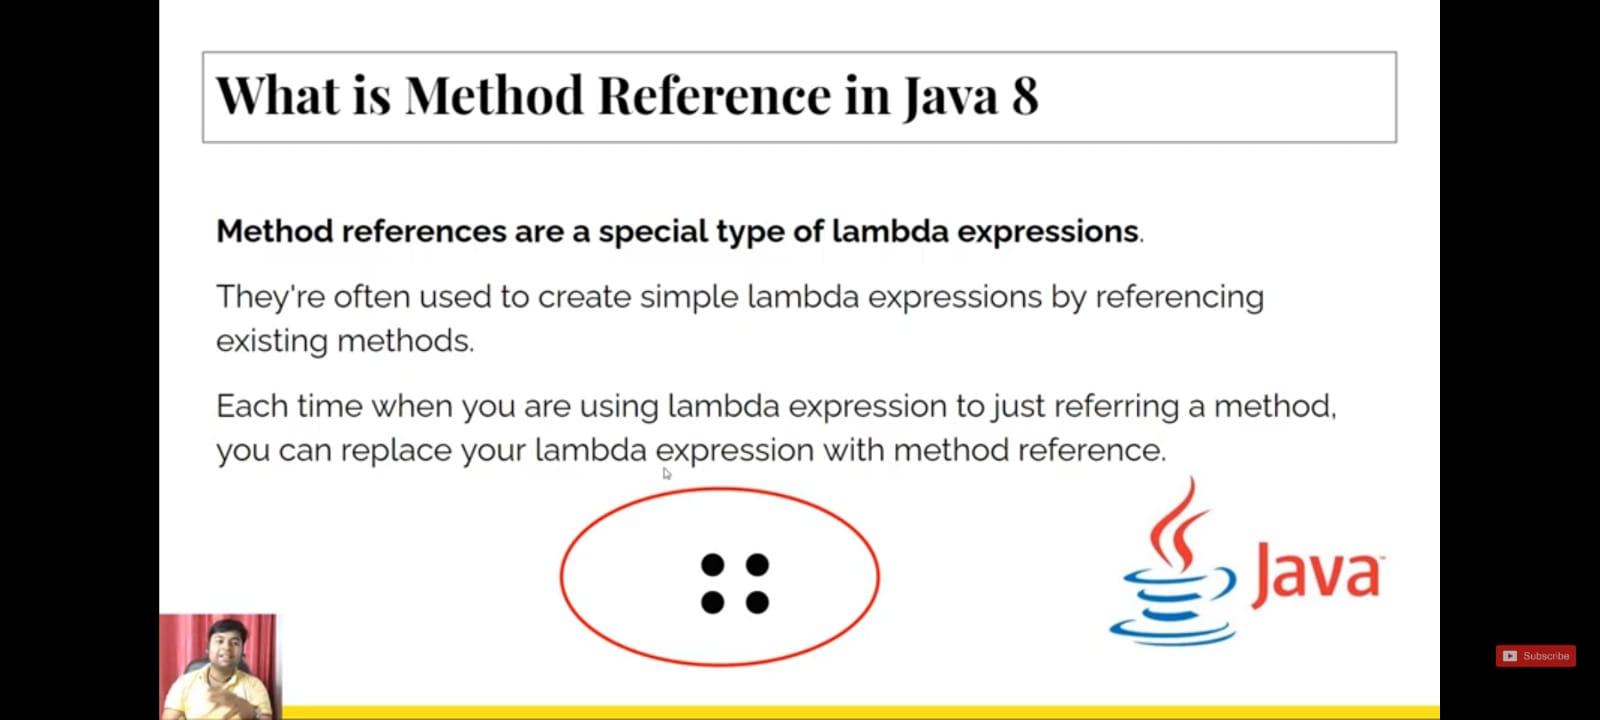 What is Method Reference in Java 8
Method references are a special type of lambda expressions.
They're often used to create simple lambda expressions by referencing
existing methods.
Each time when you are using lambda expression to just referring a method,
you can replace your lambda expression with method reference.
::
Java™
Subscribe